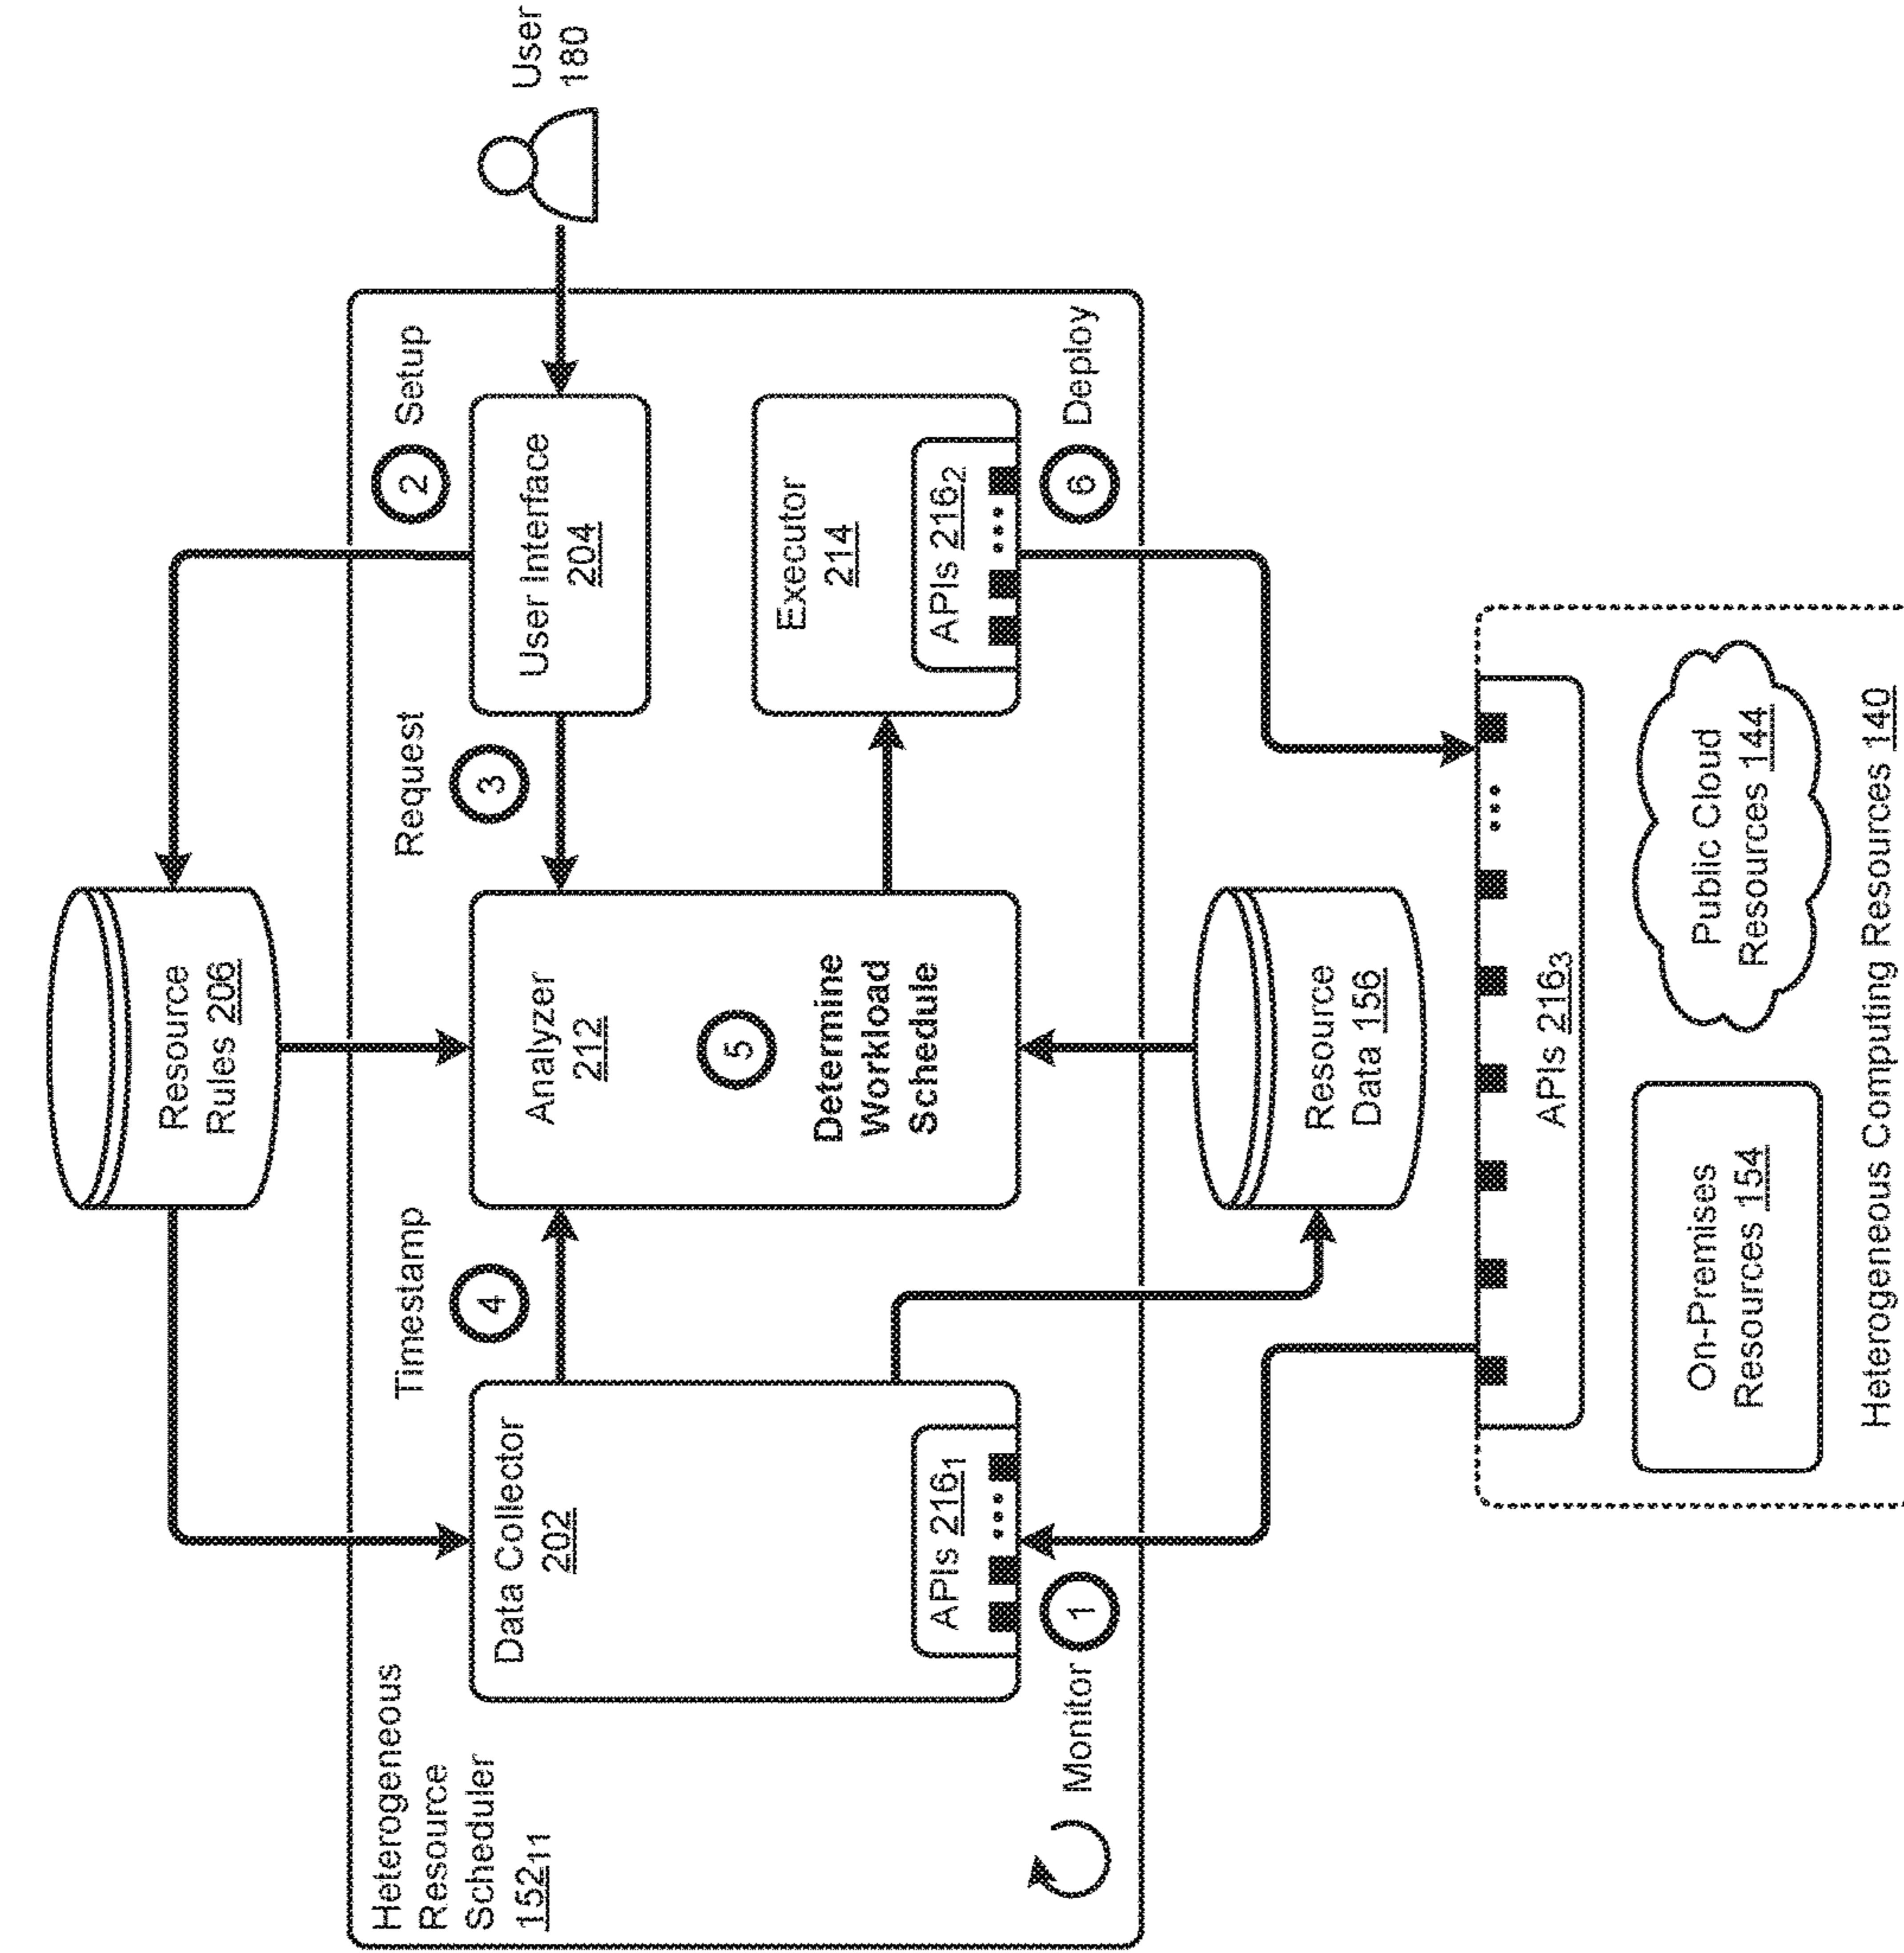 Resource
Rules 206
User
180
Heterogeneous
Resource
Scheduler
152₁₁
Timestamp
4
Request
3
2 Setup
Data Collector
202
APIs 216₁
...
Analyzer
212
5
Determine
Workload
Schedule
User Interface
204
Executor
214
APIs 216₂
...
Monitor 1
6 Deploy
Resource
Data 156
...
APIs 216₃
On-Premises
Resources 154
Public Cloud
Resources 144
Heterogeneous Computing Resources 140